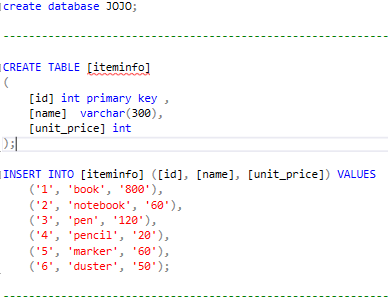 create database JOJO;
--------------------------------------------------------
CREATE TABLE [iteminfo]
(
[id] int primary key ,
[name]  varchar(300),
[unit_price] int
);
INSERT INTO [iteminfo] ([id], [name], [unit_price]) VALUES
('1', 'book', '800'),
('2', 'notebook', '60'),
('3', 'pen', '120'),
('4', 'pencil', '20'),
('5', 'marker', '60'),
('6', 'duster', '50');
--------------------------------------------------------